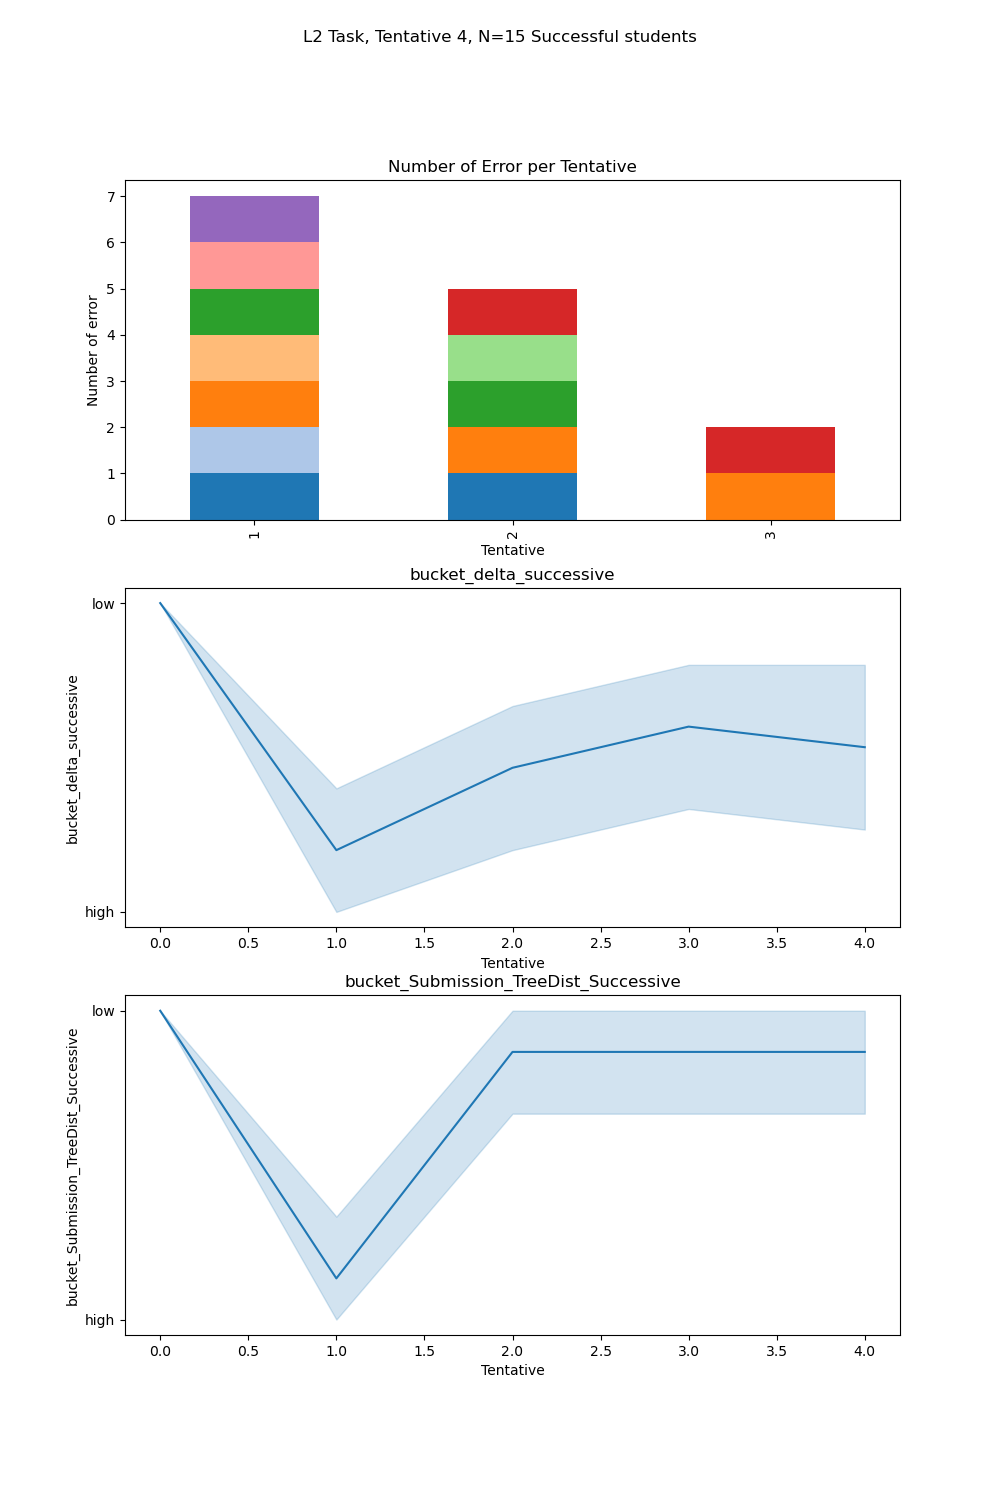 L2 Task, Tentative 4, N=15 Successful students
Number of Error per Tentative
Number of error
7
6
5
4
3
2
1
0
1
2
3
Tentative
bucket_delta_successive
bucket_delta_successive
low
high
0.0 0.5 1.0 1.5 2.0 2.5 3.0 3.5 4.0
Tentative
bucket_Submission_TreeDist_Successive
bucket_Submission_TreeDist_Successive
low
high
0.0 0.5 1.0 1.5 2.0 2.5 3.0 3.5 4.0
Tentative